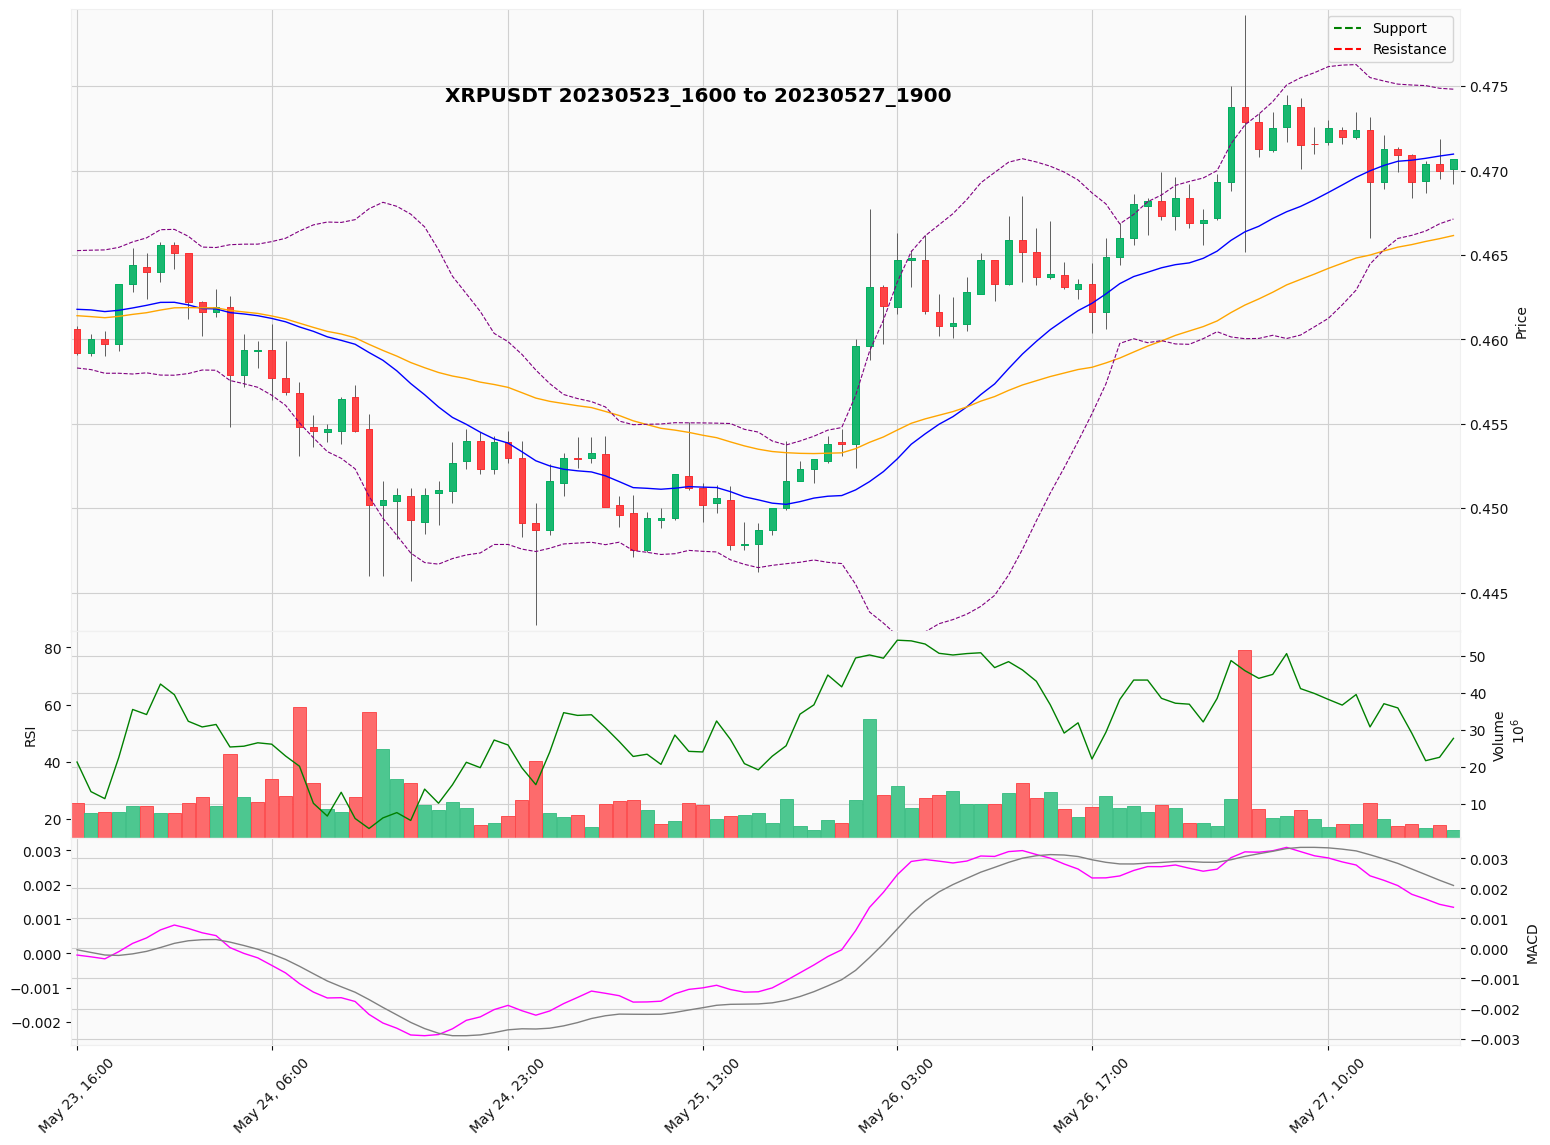 Support
Resistance
XRPUSDT 20230523_1600 to 20230527_1900
0.475
0.470
0.465
0.460
0.455
0.450
0.445
Price
80
60
40
20
RSI
50
40
30
20
10
Volume
10^6
0.003
0.002
0.001
0.000
−0.001
−0.002
0.003
0.002
0.001
0.000
−0.001
−0.002
−0.003
MACD
May 23, 16:00
May 24, 06:00
May 24, 23:00
May 25, 13:00
May 26, 03:00
May 26, 17:00
May 27, 10:00